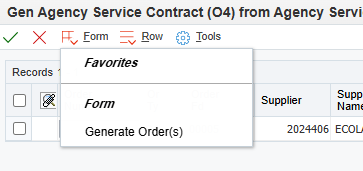 Gen Agency Service Contract (O4) from Agency Servi
Form Row Tools
Records
Favorites
Form
Generate Order(s)
Supplier
Supp
Name
2024406 ECOL